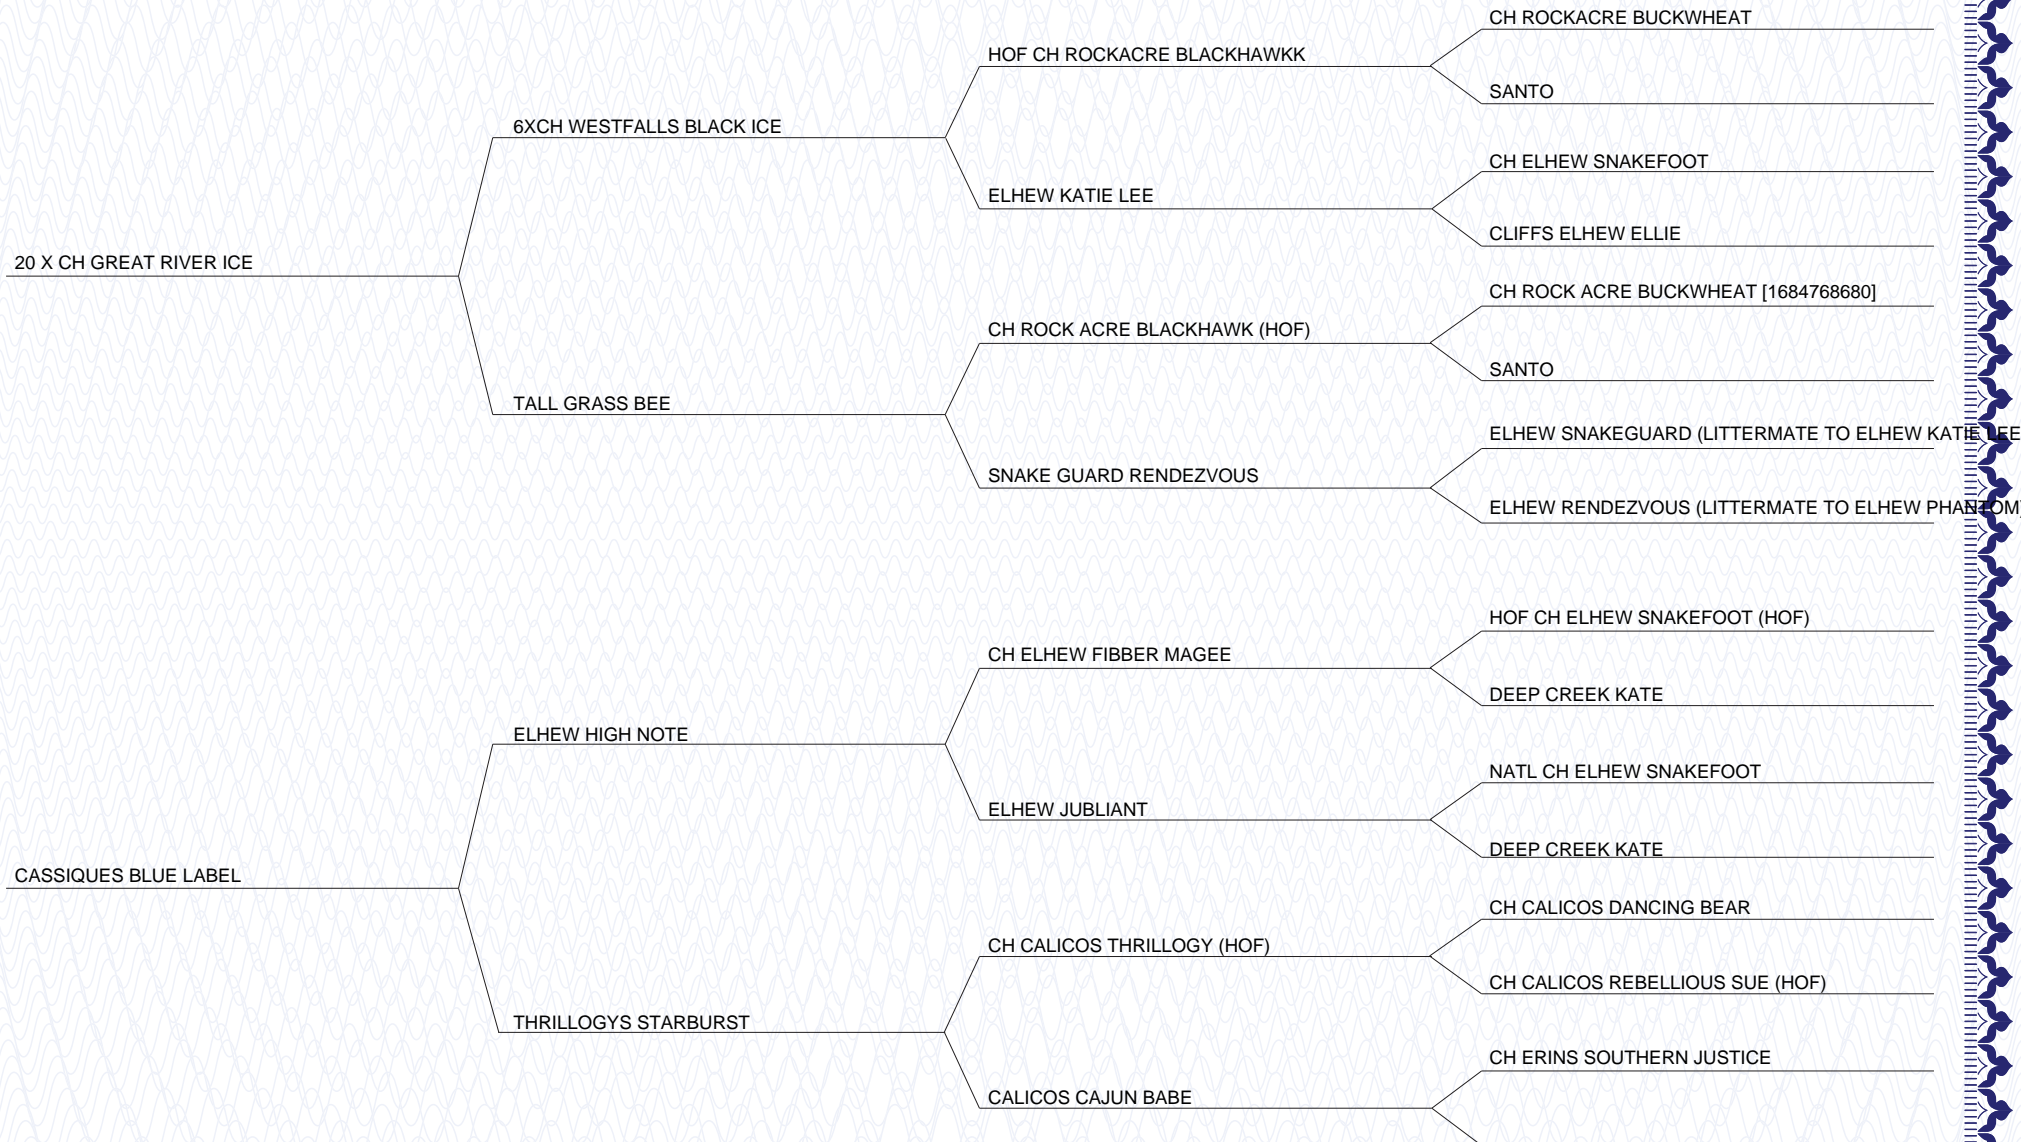 CH ROCKACRE BUCKWHEAT
HOF CH ROCKACRE BLACKHAWKK
SANTO
6XCH WESTFALLS BLACK ICE
CH ELHEW SNAKEFOOT
ELHEW KATIE LEE
CLIFFS ELHEW ELLIE
20 X CH GREAT RIVER ICE
CH ROCK ACRE BUCKWHEAT [1684768680]
CH ROCK ACRE BLACKHAWK (HOF)
SANTO
TALL GRASS BEE
ELHEW SNAKEGUARD (LITTERMATE TO ELHEW KATIE LEE
SNAKE GUARD RENDEZVOUS
ELHEW RENDEZVOUS (LITTERMATE TO ELHEW PHANTOM)
HOF CH ELHEW SNAKEFOOT (HOF)
CH ELHEW FIBBER MAGEE
DEEP CREEK KATE
ELHEW HIGH NOTE
NATL CH ELHEW SNAKEFOOT
ELHEW JUBLIANT
DEEP CREEK KATE
CASSIQUES BLUE LABEL
CH CALICOS DANCING BEAR
CH CALICOS THRILLOGY (HOF)
CH CALICOS REBELLIOUS SUE (HOF)
THRILLOGYS STARBURST
CH ERINS SOUTHERN JUSTICE
CALICOS CAJUN BABE